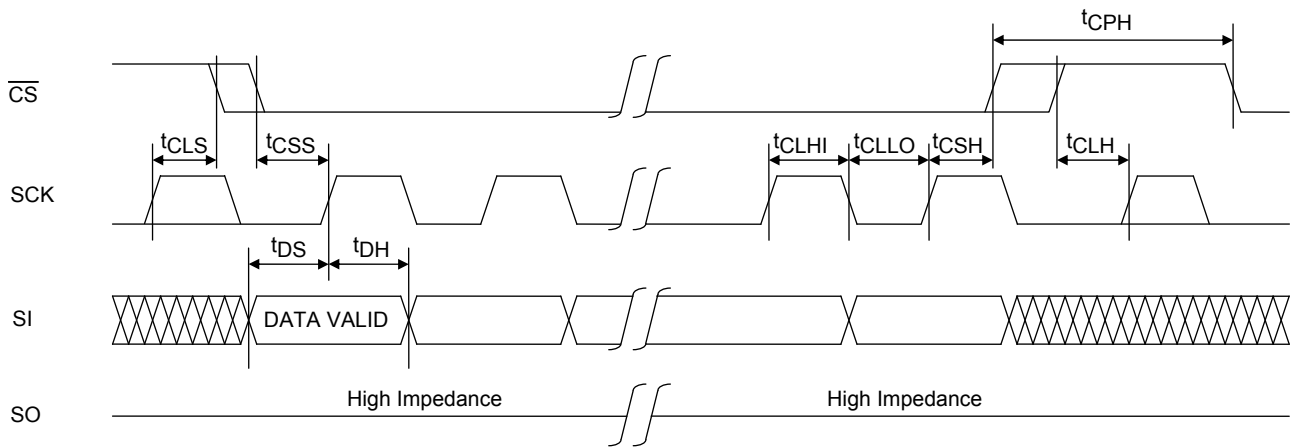 tCPH
CS
tCLS
tCSS
tCLHI
tCLLO
tCSH
tCLH
SCK
tDS
tDH
SI
DATA VALID
High Impedance
High Impedance
SO